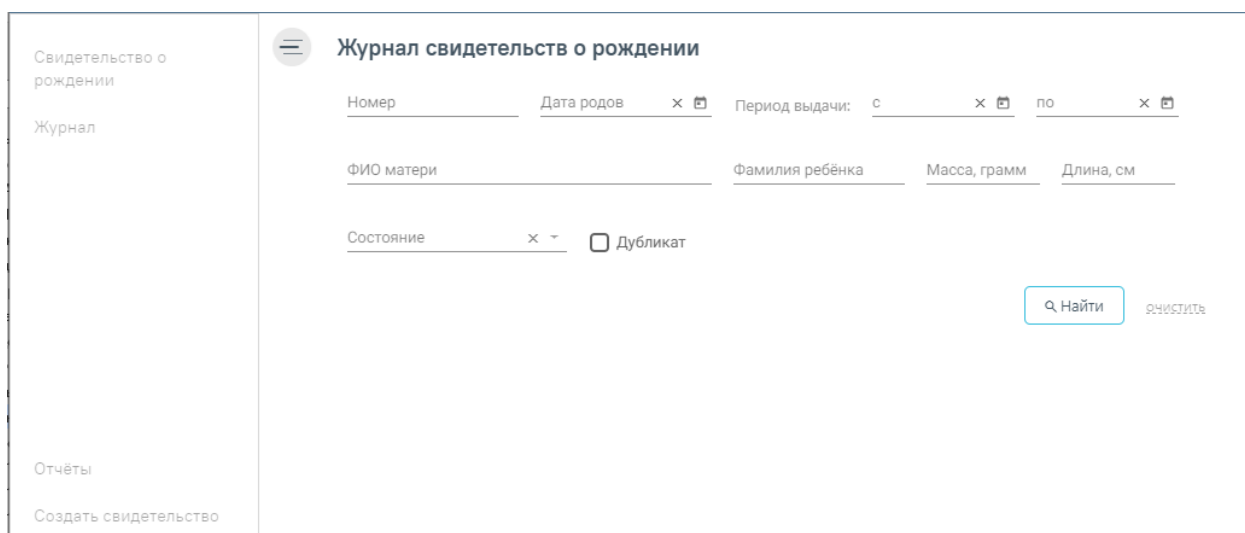 Свидетельство о
рождении
Журнал
Отчёты
Создать свидетельство
Журнал свидетельств о рождении
Номер Дата родов Период выдачи: с по
ФИО матери Фамилия ребёнка Масса, грамм Длина, см
Состояние Дубликат
Найти очистить